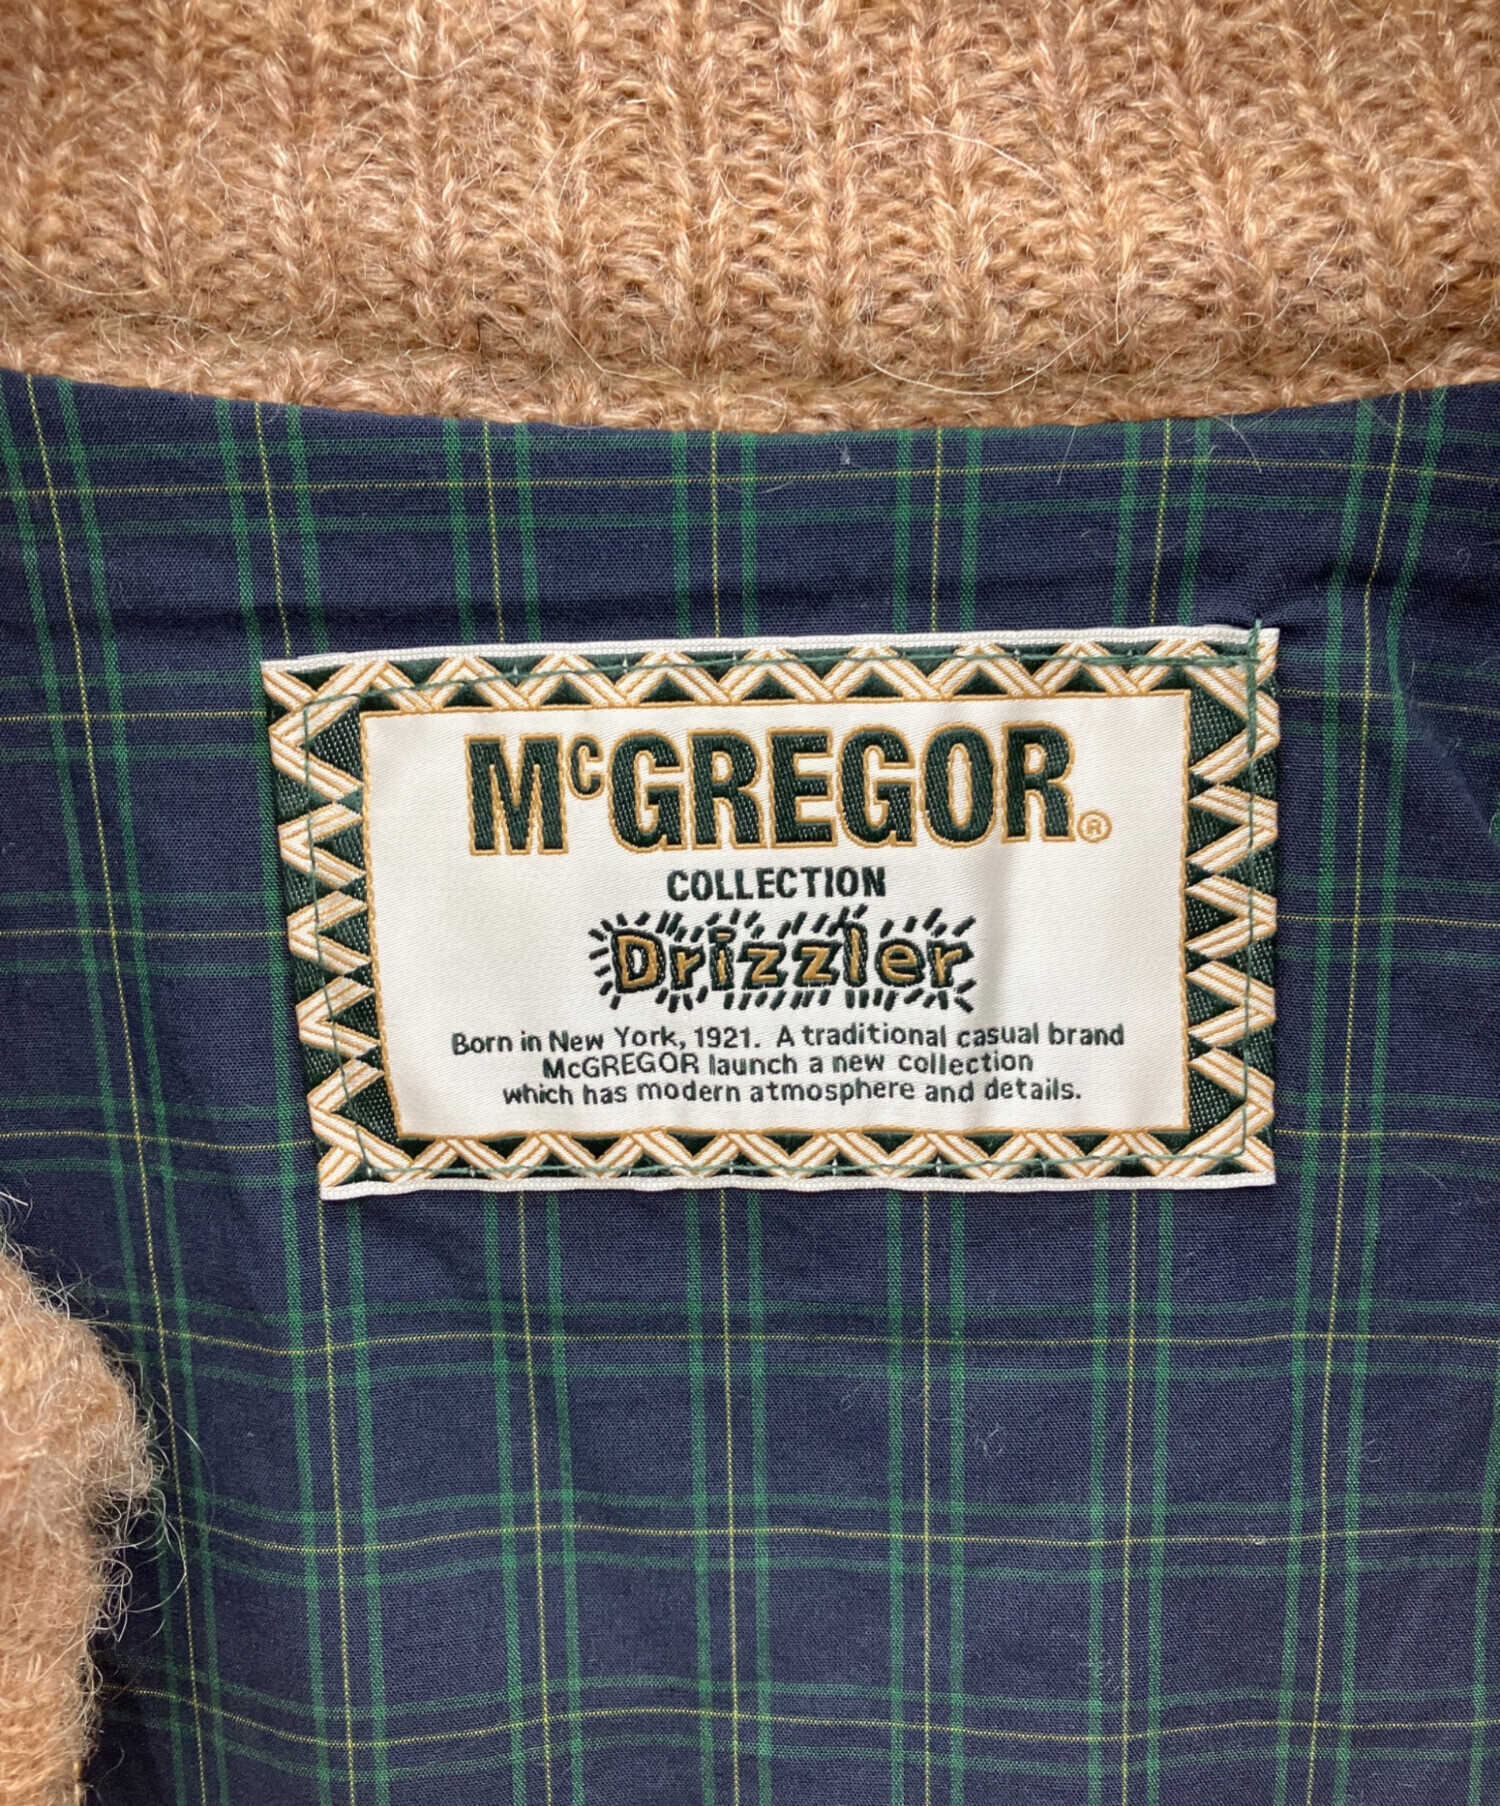 McGREGOR®
COLLECTION
Drizzler
Born in New York, 1921. A traditional casual brand
McGREGOR launch a new collection
which has modern atmosphere and details.